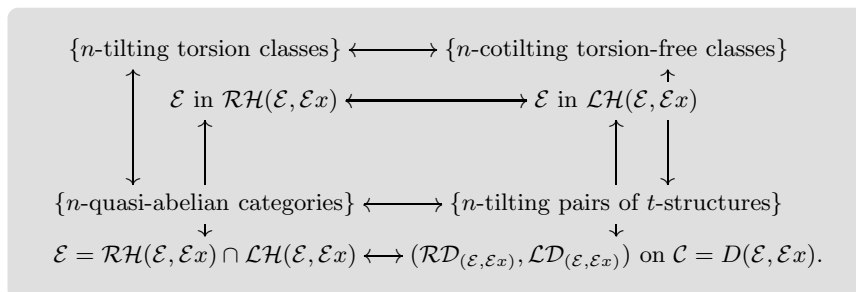 {n-tilting torsion classes} ⟷ {n-cotilting torsion-free classes}
ℰ in ℛℋ(ℰ, ℰx) ⟷ ℰ in ℒℋ(ℰ, ℰx)
{n-quasi-abelian categories} ⟷ {n-tilting pairs of t-structures}
ℰ = ℛℋ(ℰ, ℰx) ∩ ℒℋ(ℰ, ℰx) ⟷ (ℛ𝒟_(ℰ,ℰx), ℒ𝒟_(ℰ,ℰx)) on 𝒞 = D(ℰ, ℰx).